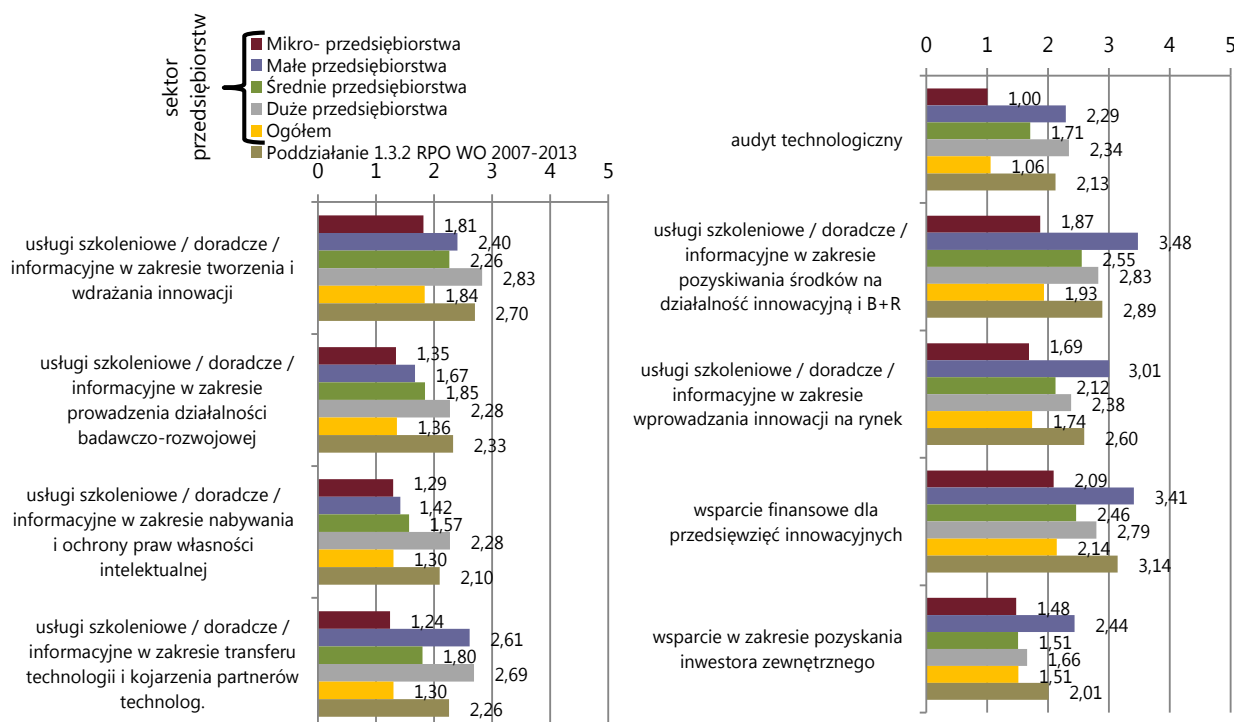 sektor
przedsiębiorstw
Mikro- przedsiębiorstwa
Małe przedsiębiorstwa
Średnie przedsiębiorstwa
Duże przedsiębiorstwa
Ogółem
Poddziałanie 1.3.2 RPO WO 2007-2013
0 1 2 3 4 5
usługi szkoleniowe / doradcze /
informacyjne w zakresie tworzenia i
wdrażania innowacji
1,81
2,40
2,26
2,83
1,84
2,70
usługi szkoleniowe / doradcze /
informacyjne w zakresie
prowadzenia działalności
badawczo-rozwojowej
1,35
1,67
1,85
2,28
1,36
2,33
usługi szkoleniowe / doradcze /
informacyjne w zakresie nabywania
i ochrony praw własności
intelektualnej
1,29
1,42
1,57
2,28
1,30
2,10
usługi szkoleniowe / doradcze /
informacyjne w zakresie transferu
technologii i kojarzenia partnerów
technolog.
1,24
2,61
1,80
2,69
1,30
2,26
0 1 2 3 4 5
audyt technologiczny
1,00
2,29
1,71
2,34
1,06
2,13
usługi szkoleniowe / doradcze /
informacyjne w zakresie
pozyskiwania środków na
działalność innowacyjną i B+R
1,87
3,48
2,55
2,83
1,93
2,89
usługi szkoleniowe / doradcze /
informacyjne w zakresie
wprowadzania innowacji na rynek
1,69
3,01
2,12
2,38
1,74
2,60
wsparcie finansowe dla
przedsięwzięć innowacyjnych
2,09
3,41
2,46
2,79
2,14
3,14
wsparcie w zakresie pozyskania
inwestora zewnętrznego
1,48
2,44
1,51
1,66
1,51
2,01